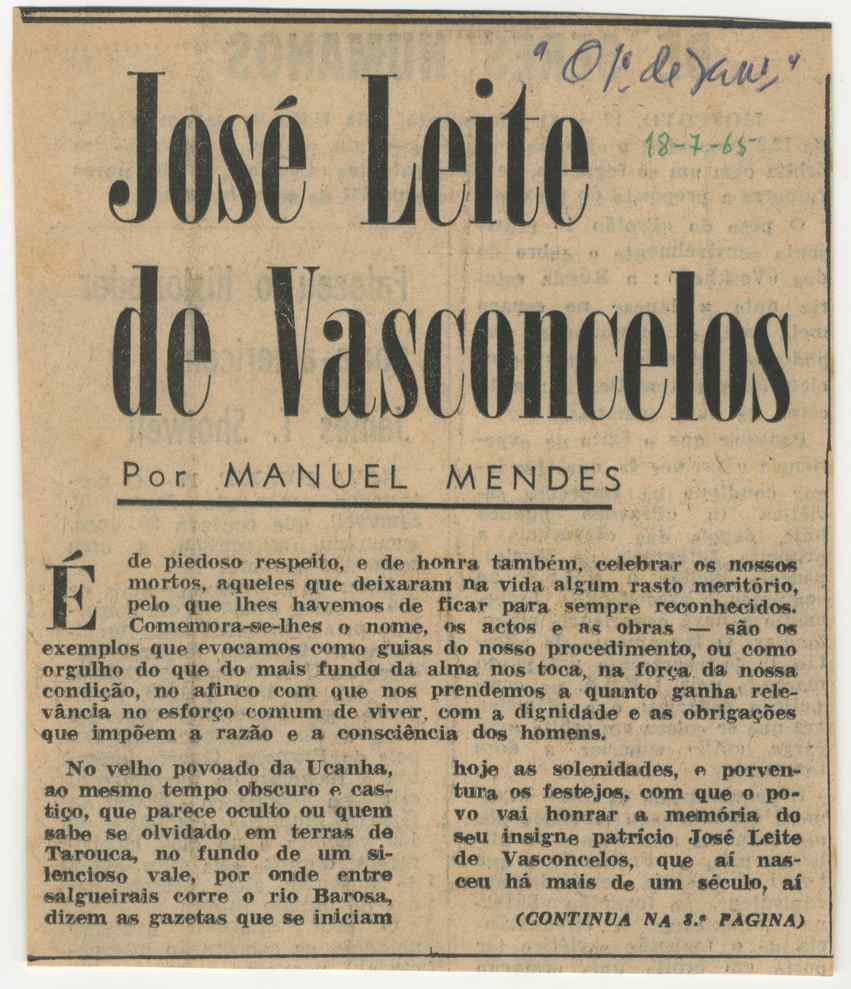 "O 1º de Jan."
18-7-65
José Leite
de Vasconcelos
Por MANUEL MENDES
É de piedoso respeito, e de honra também, celebrar os nossos
mortos, aqueles que deixaram na vida algum rasto meritório,
pelo que lhes havemos de ficar para sempre reconhecidos.
Comemora-se-lhes o nome, os actos e as obras — são os
exemplos que evocamos como guias do nosso procedimento, ou como
orgulho do que do mais fundo da alma nos toca, na força da nossa
condição, no afinco com que nos prendemos a quanto ganha rele-
vância no esforço comum de viver, com a dignidade e as obrigações
que impõem a razão e a consciência dos homens.
No velho povoado da Ucanha,
ao mesmo tempo obscuro e cas-
tiço, que parece oculto ou quem
sabe se olvidado em terras de
Tarouca, no fundo de um si-
lencioso vale, por onde entre
salgueirais corre o rio Barosa,
dizem as gazetas que se iniciam
hoje as solenidades, e porven-
tura os festejos, com que o po-
vo vai honrar a memória do
seu insigne patrício José Leite
de Vasconcelos, que aí nas-
ceu há mais de um século, aí
(CONTINUA NA 8.ª PÁGINA)